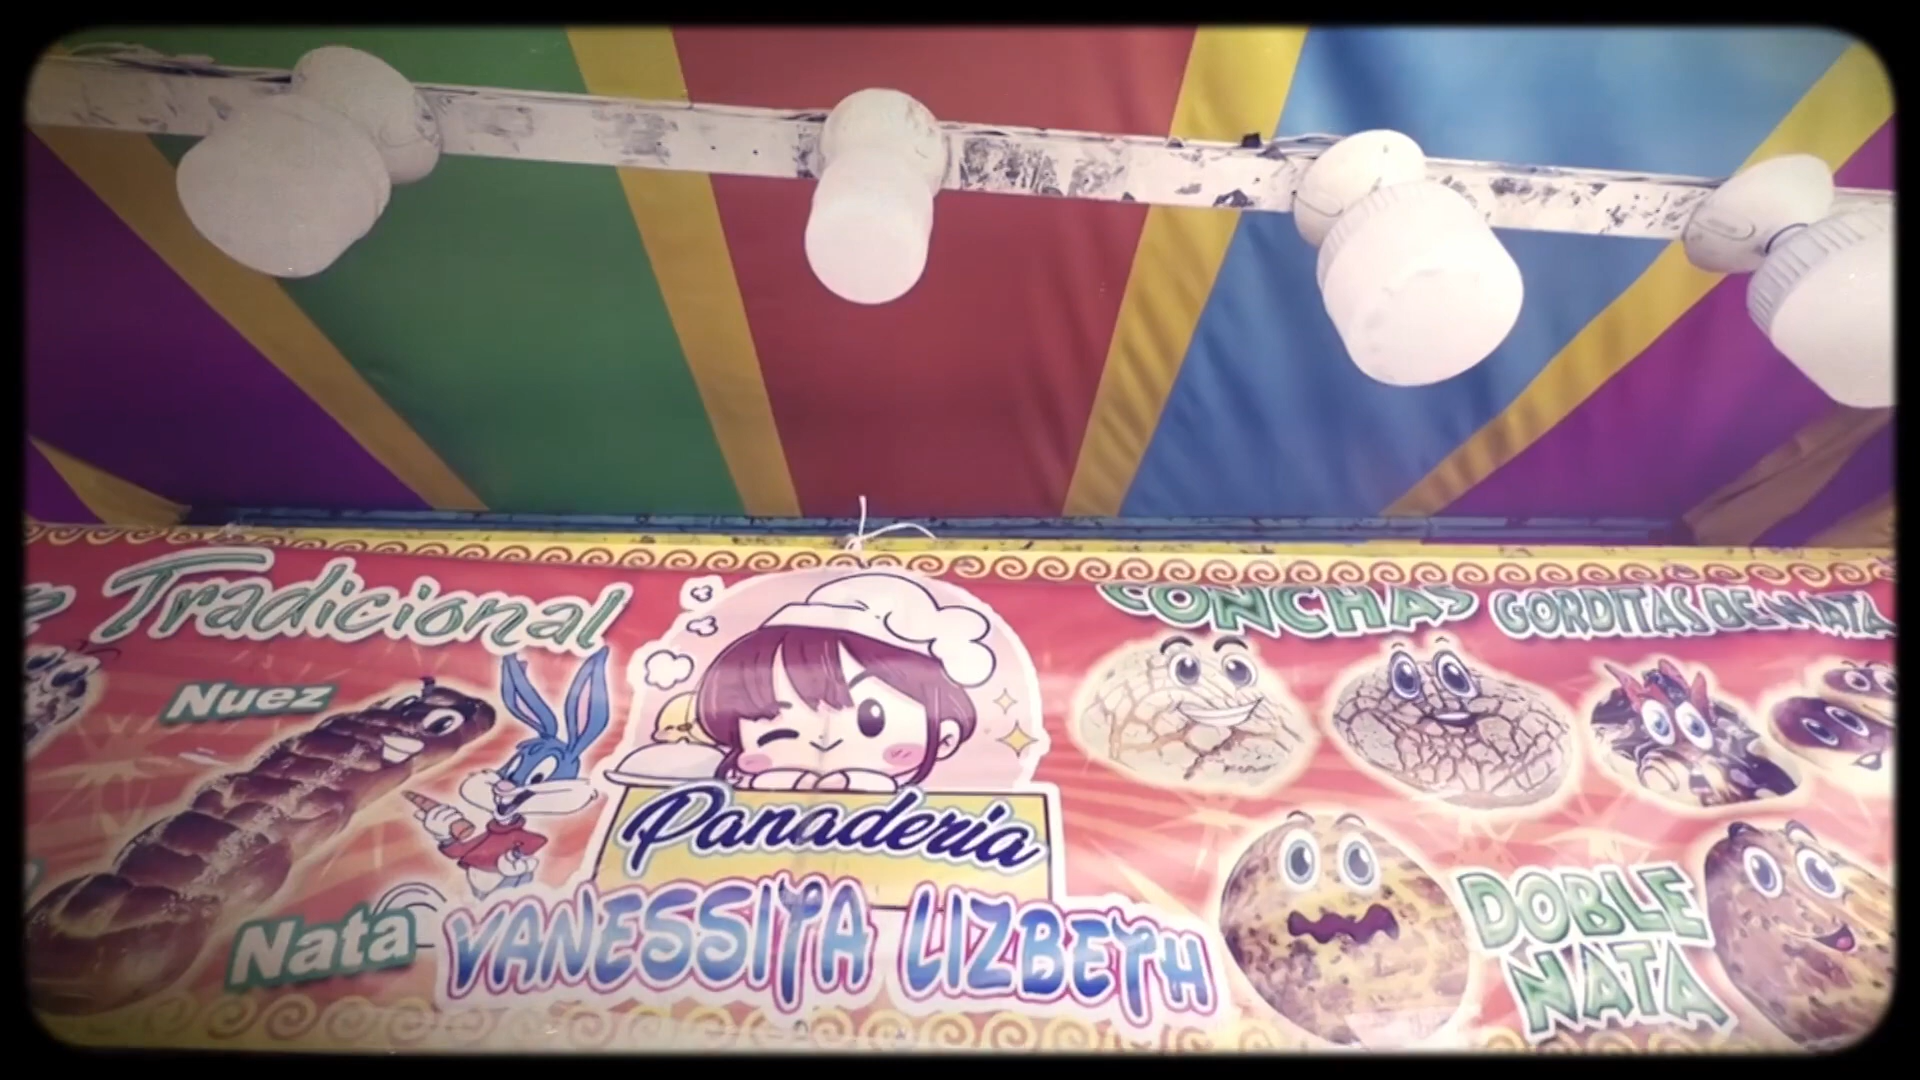 Tradicional
Nuez
Nata
Panadería
VANESSITA LIZBETH
CONCHAS
GORDITAS DE NATA
DOBLE
NATA